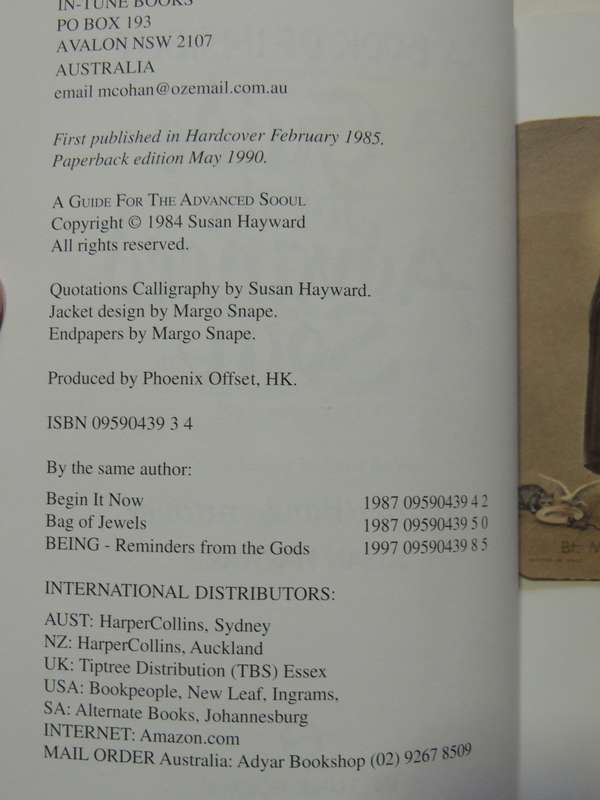 IN-TUNE BOOKS
PO BOX 193
AVALON NSW 2107
AUSTRALIA
email mcohan@ozemail.com.au
First published in Hardcover February 1985.
Paperback edition May 1990.
A GUIDE FOR THE ADVANCED SOOUL
Copyright © 1984 Susan Hayward
All rights reserved.
Quotations Calligraphy by Susan Hayward.
Jacket design by Margo Snape.
Endpapers by Margo Snape.
Produced by Phoenix Offset, HK.
ISBN 09590439 3 4
By the same author:
Begin It Now 1987 09590439 4 2
Bag of Jewels 1987 09590439 5 0
BEING - Reminders from the Gods 1997 09590439 8 5
INTERNATIONAL DISTRIBUTORS:
AUST: HarperCollins, Sydney
NZ: HarperCollins, Auckland
UK: Tiptree Distribution (TBS) Essex
USA: Bookpeople, New Leaf, Ingrams,
SA: Alternate Books, Johannesburg
INTERNET: Amazon.com
MAIL ORDER Australia: Adyar Bookshop (02) 9267 8509